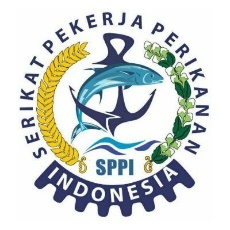 SERIKAT PEKERJA PERIKANAN
SPPI
INDONESIA